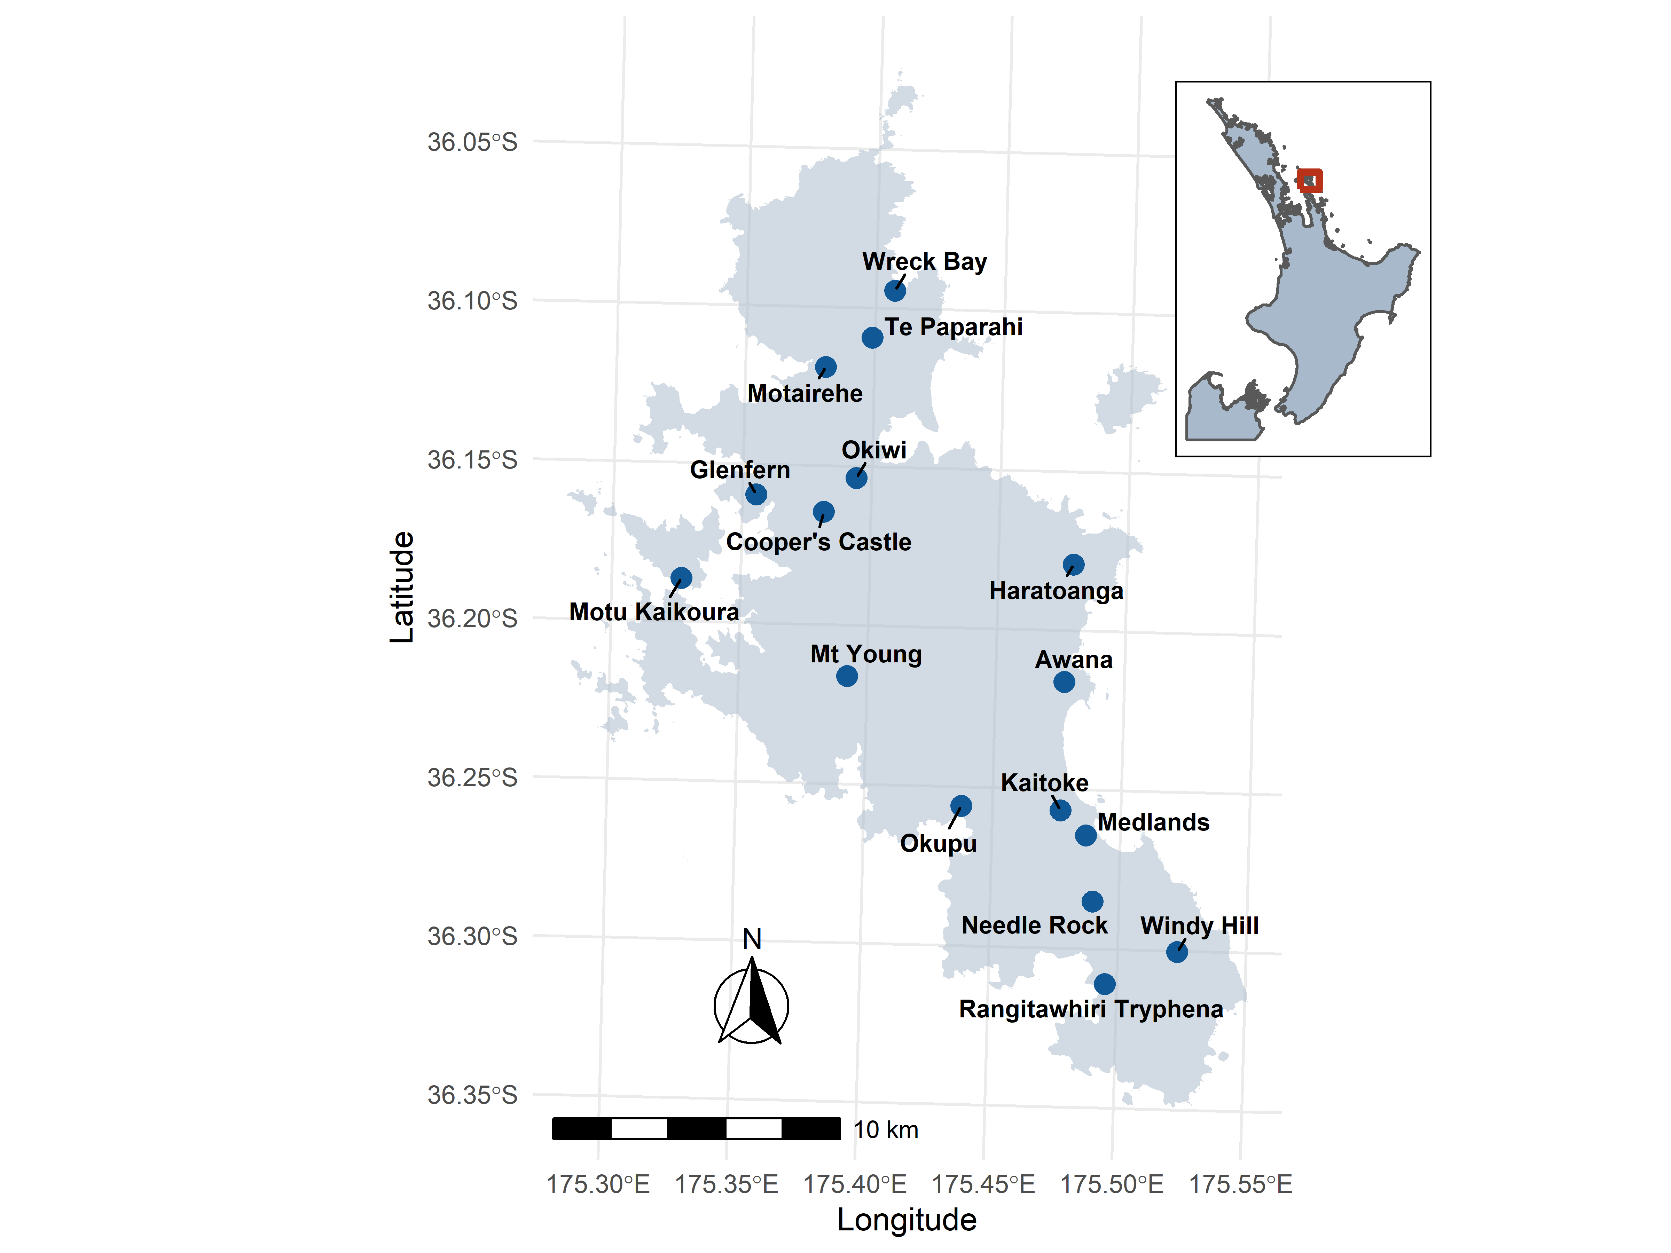 36.05°S
Wreck Bay
36.10°S
Te Paparahi
Motairehe
Okiwi
36.15°S
Glenfern
Cooper's Castle
Haratoanga
Motu Kaikoura
36.20°S
Latitude
Mt Young
Awana
36.25°S
Kaitoke
Medlands
Okupu
Needle Rock
Windy Hill
36.30°S
N
Rangitawhiri Tryphena
36.35°S
10 km
175.30°E
175.35°E
175.40°E
175.45°E
175.50°E
175.55°E
Longitude